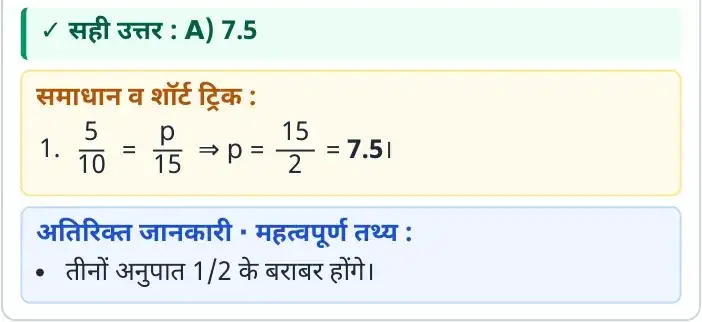 ✓ सही उत्तर : A) 7.5
समाधान व शॉर्ट ट्रिक :
1. 5/10 = p/15 ⇒ p = 15/2 = 7.5।
अतिरिक्त जानकारी · महत्वपूर्ण तथ्य :
• तीनों अनुपात 1/2 के बराबर होंगे।